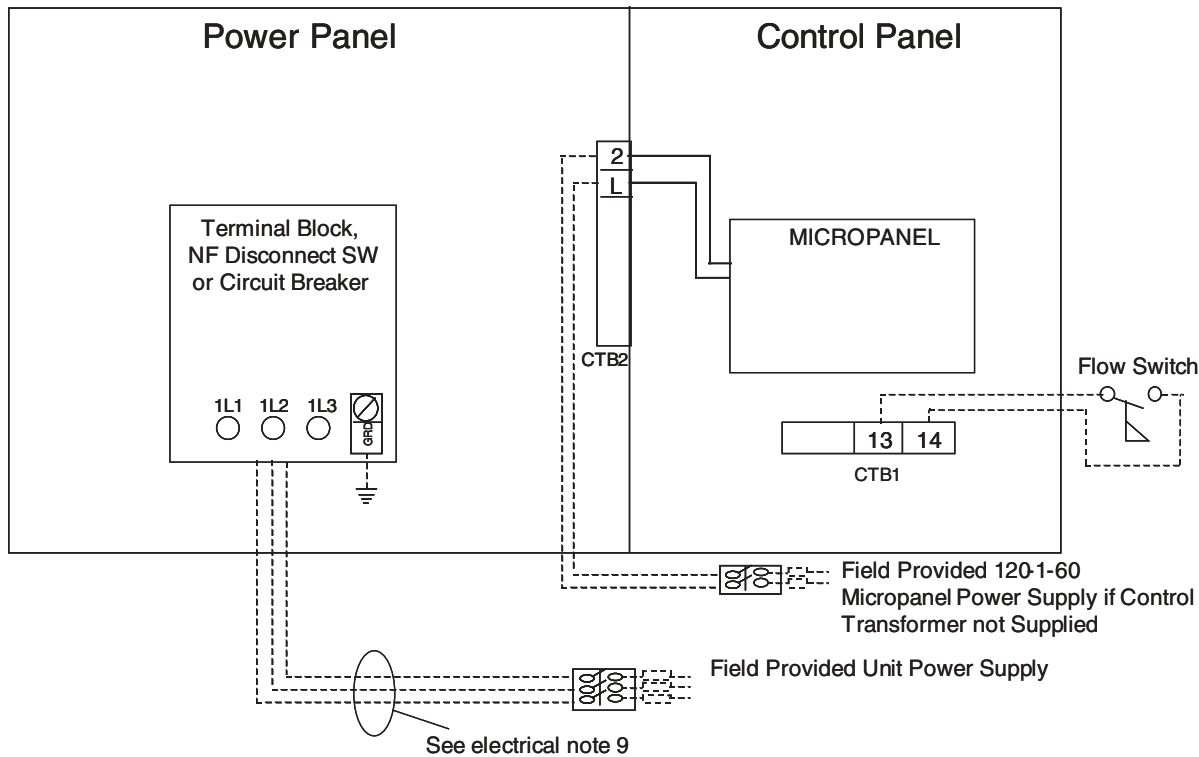 Power Panel
Control Panel
2
L
Terminal Block,
NF Disconnect SW
or Circuit Breaker
MICROPANEL
CTB2
Flow Switch
1L1 1L2 1L3
GRD
13 14
CTB1
Field Provided 120-1-60
Micropanel Power Supply if Control
Transformer not Supplied
Field Provided Unit Power Supply
See electrical note 9